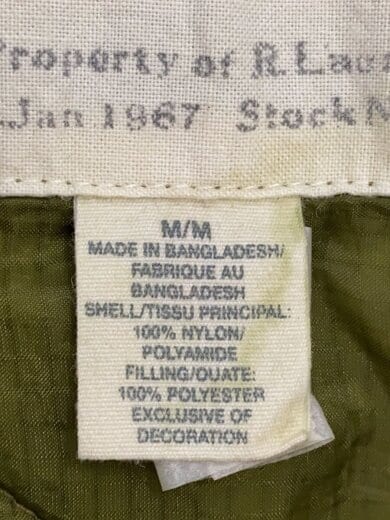 Property of R.Lau
Jan 1967 Stock N
M/M
MADE IN BANGLADESH/
FABRIQUE AU
BANGLADESH
SHELL/TISSU PRINCIPAL:
100% NYLON/
POLYAMIDE
FILLING/OUATE:
100% POLYESTER
EXCLUSIVE OF
DECORATION